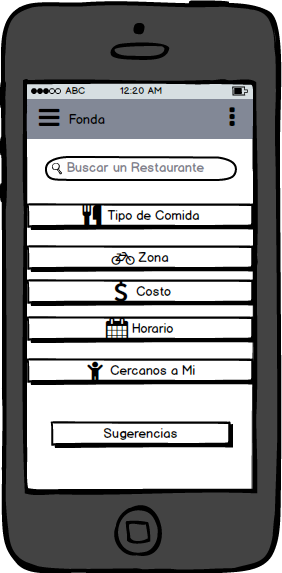 ABC 12:20 AM
Fonda
Buscar un Restaurante
Tipo de Comida
Zona
$ Costo
Horario
Cercanos a Mi
Sugerencias